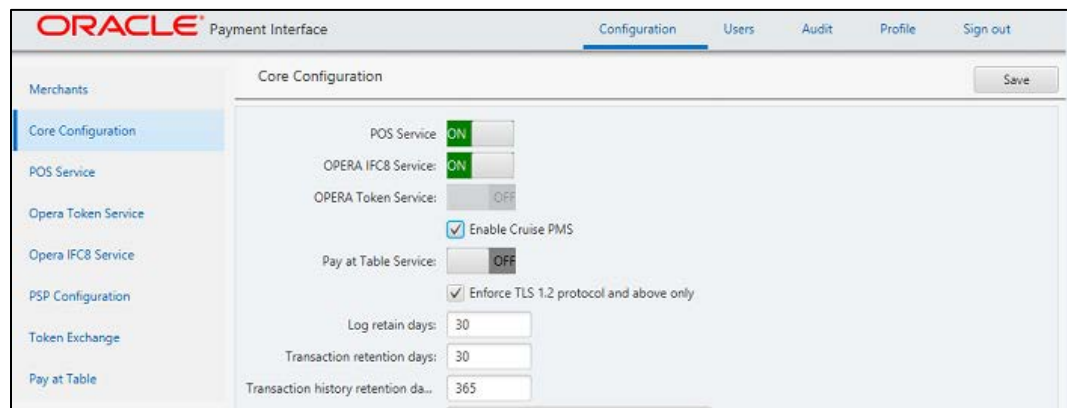 ORACLE® Payment Interface
Configuration Users Audit Profile Sign out
Merchants
Core Configuration
POS Service
Opera Token Service
Opera IFC8 Service
PSP Configuration
Token Exchange
Pay at Table
Core Configuration Save
POS Service ON
OPERA IFC8 Service: ON
OPERA Token Service: OFF
Enable Cruise PMS
Pay at Table Service: OFF
Enforce TLS 1.2 protocol and above only
Log retain days: 30
Transaction retention days: 30
Transaction history retention da... 365